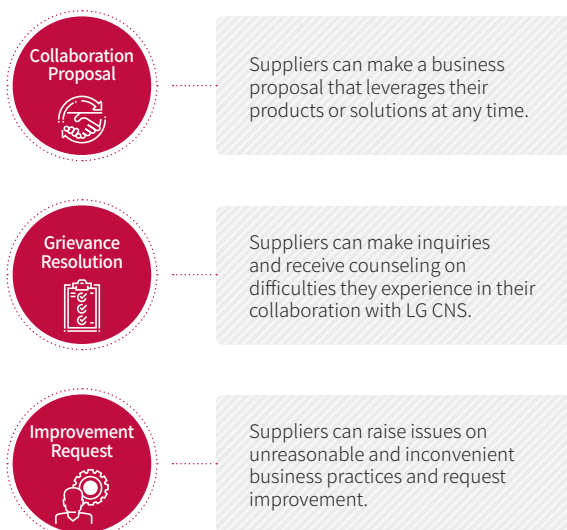 Collaboration
Proposal
Suppliers can make a business
proposal that leverages their
products or solutions at any time.
Grievance
Resolution
Suppliers can make inquiries
and receive counseling on
difficulties they experience in their
collaboration with LG CNS.
Improvement
Request
Suppliers can raise issues on
unreasonable and inconvenient
business practices and request
improvement.